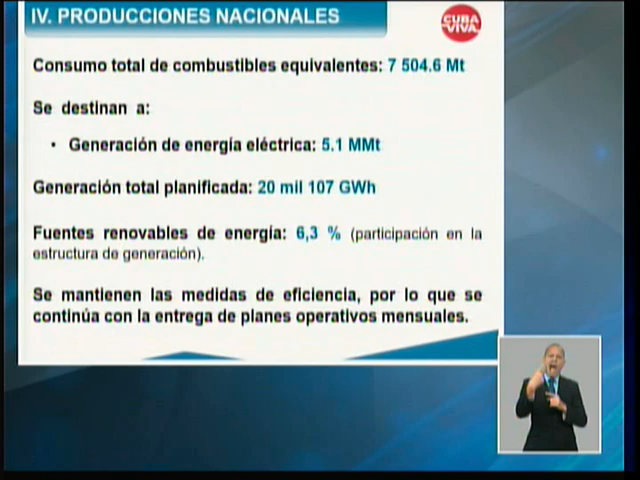 IV. PRODUCCIONES NACIONALES
CUBA
VIVA
Consumo total de combustibles equivalentes: 7 504.6 Mt
Se destinan a:
• Generación de energía eléctrica: 5.1 MMt
Generación total planificada: 20 mil 107 GWh
Fuentes renovables de energía: 6,3 % (participación en la
estructura de generación).
Se mantienen las medidas de eficiencia, por lo que se
continúa con la entrega de planes operativos mensuales.